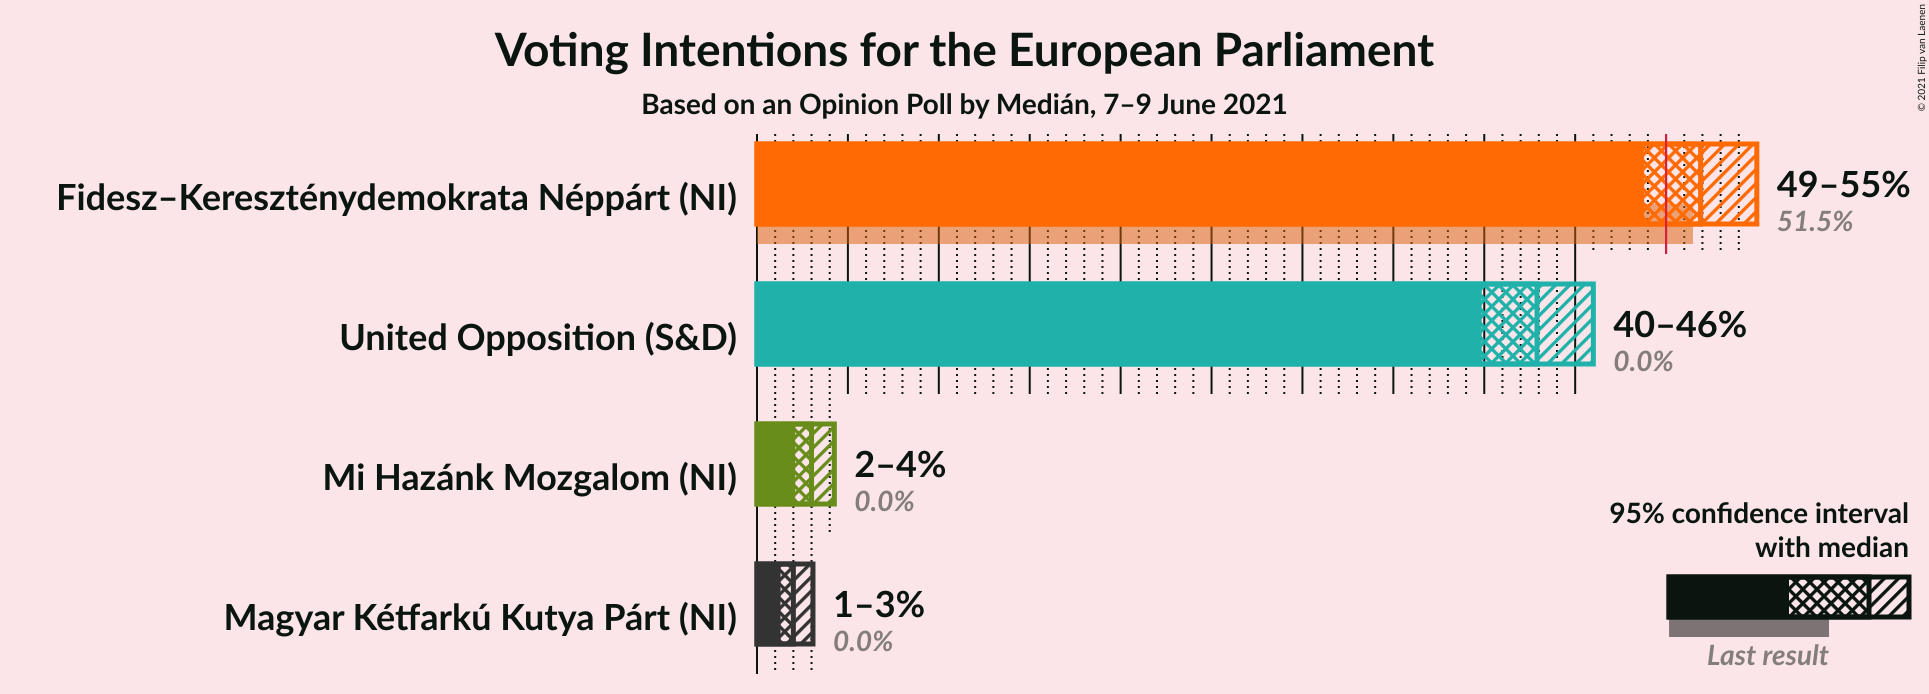 Voting Intentions for the European Parliament
Based on an Opinion Poll by Medián, 7–9 June 2021
© 2021 Filip van Laenen
Fidesz–Kereszténydemokrata Néppárt (NI)
49–55%
51.5%
United Opposition (S&D)
40–46%
0.0%
Mi Hazánk Mozgalom (NI)
2–4%
0.0%
Magyar Kétfarkú Kutya Párt (NI)
1–3%
0.0%
95% confidence interval
with median
Last result